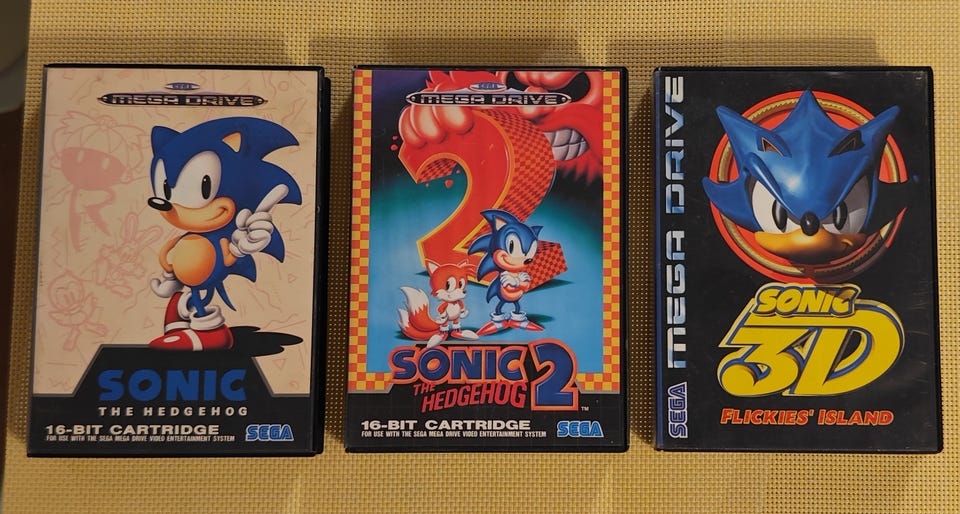 SEGA
MEGA DRIVE
SONIC
THE HEDGEHOG
16-BIT CARTRIDGE
FOR USE WITH THE SEGA MEGA DRIVE VIDEO ENTERTAINMENT SYSTEM
SEGA
SEGA
MEGA DRIVE
2
SONIC
THE
HEDGEHOG 2
TM
16-BIT CARTRIDGE
FOR USE WITH THE SEGA MEGA DRIVE VIDEO ENTERTAINMENT SYSTEM
SEGA
SEGA MEGA DRIVE
SONIC
3D
FLICKIES' ISLAND